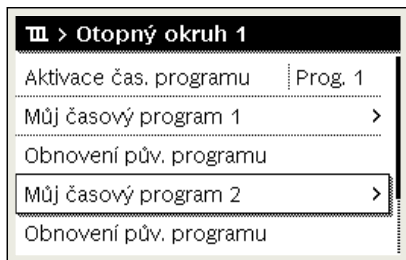 > Otopný okruh 1
Aktivace čas. programu Prog. 1
Můj časový program 1 >
Obnovení pův. programu
Můj časový program 2 >
Obnovení pův. programu